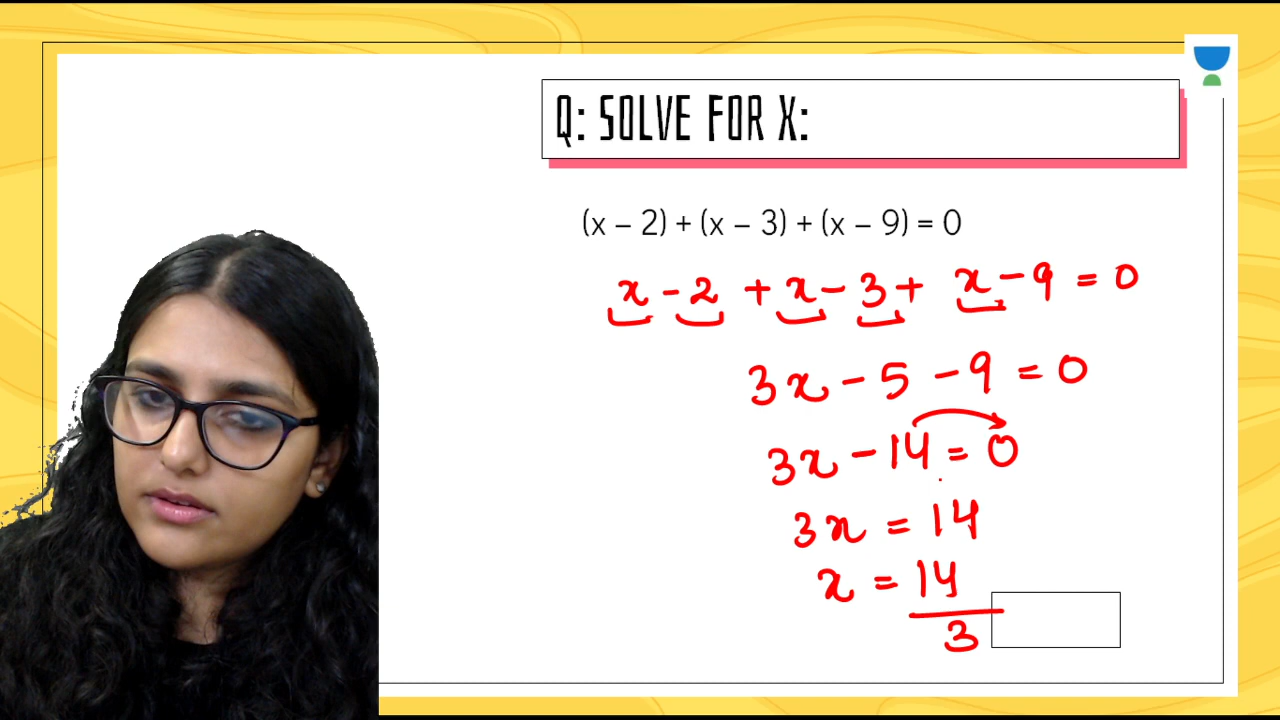 Q: SOLVE FOR X:
(x – 2) + (x – 3) + (x – 9) = 0
x - 2 + x - 3 + x - 9 = 0
3x - 5 - 9 = 0
3x - 14 = 0
3x = 14
x = 14
3